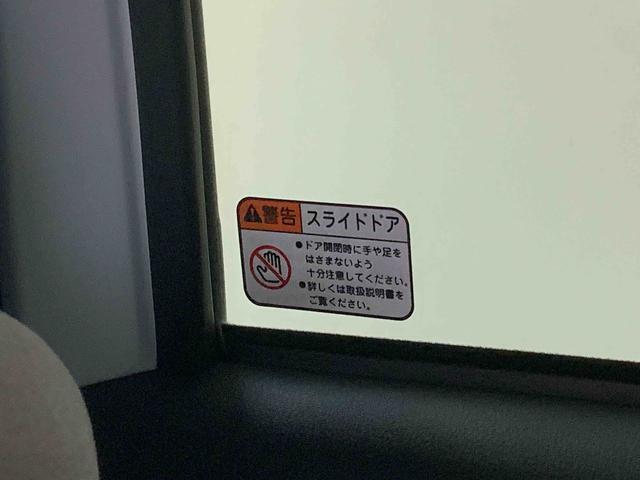 警告 スライドドア
●ドア開閉時に手や足を
はさまないよう
十分注意してください。
●詳しくは取扱説明書を
ご覧ください。